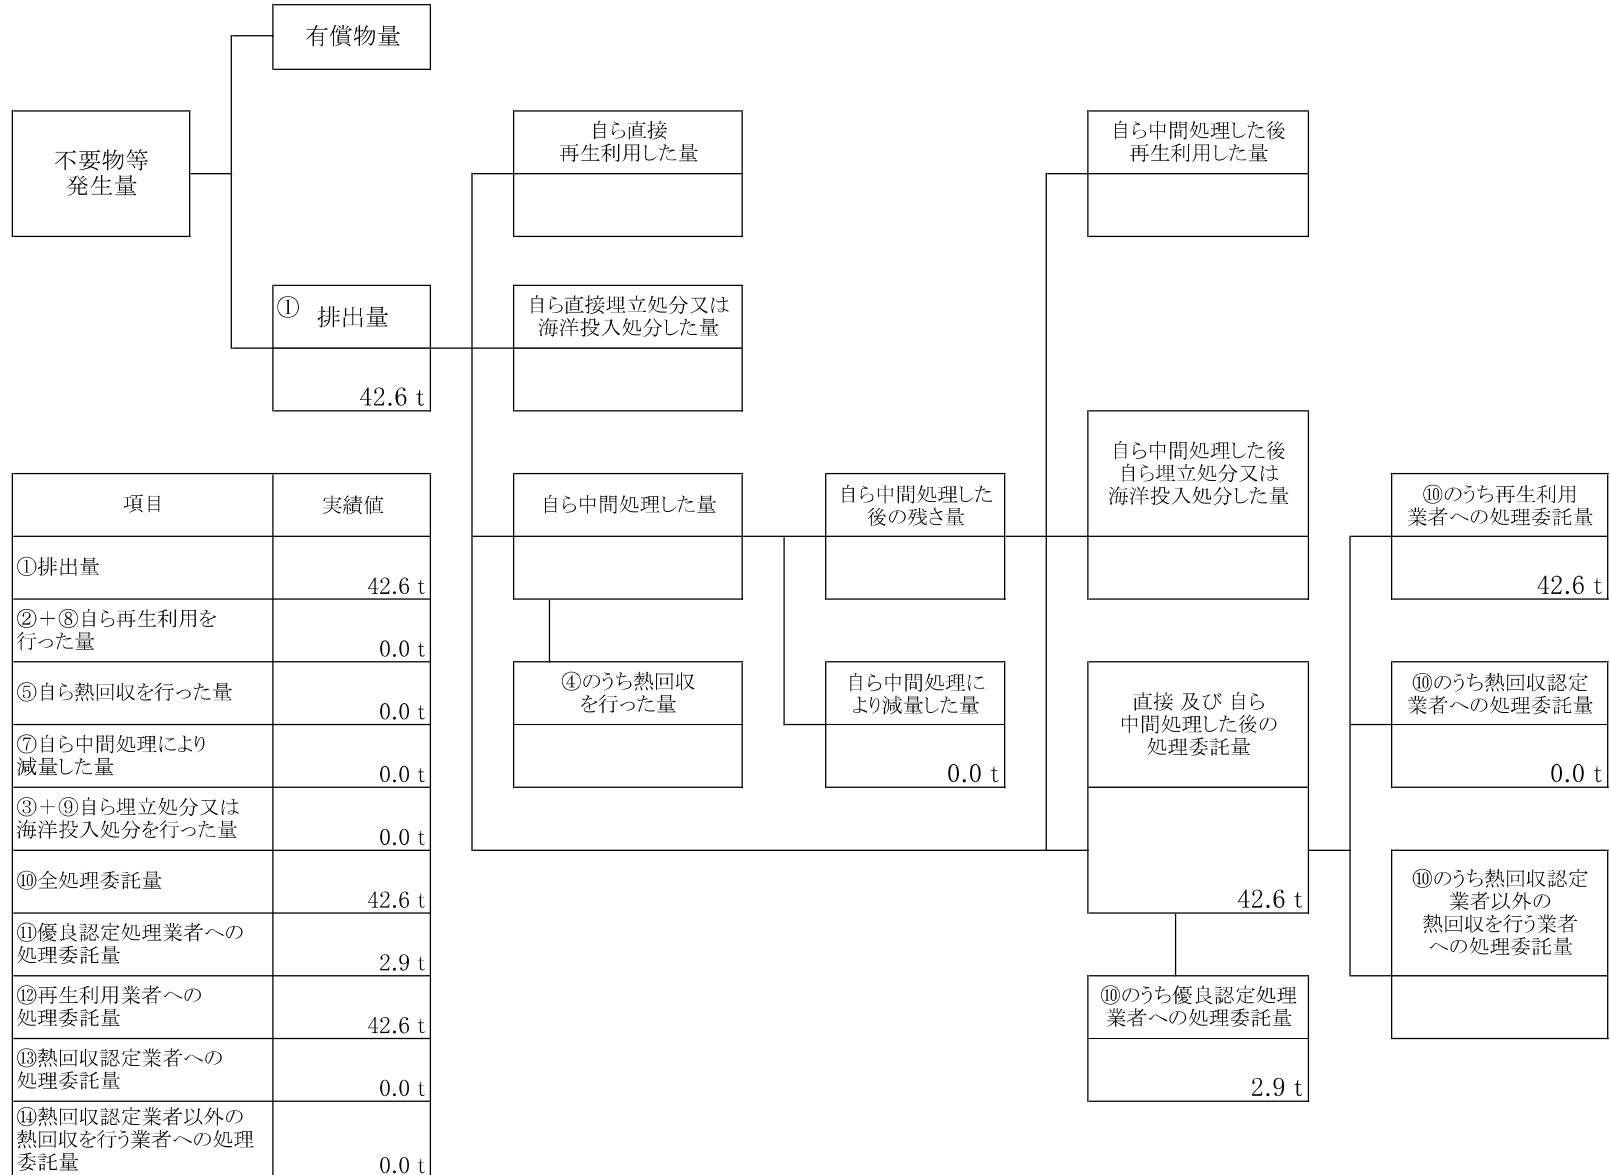 有償物量
不要物等
発生量
自ら直接
再生利用した量
自ら中間処理した後
再生利用した量
① 排出量
42.6 t
自ら直接埋立処分又は
海洋投入処分した量
自ら中間処理した量
自ら中間処理した
後の残さ量
自ら中間処理した後
自ら埋立処分又は
海洋投入処分した量
⑩のうち再生利用
業者への処理委託量
42.6 t
④のうち熱回収
を行った量
自ら中間処理に
より減量した量
0.0 t
直接 及び 自ら
中間処理した後の
処理委託量
42.6 t
⑩のうち熱回収認定
業者への処理委託量
0.0 t
⑩のうち熱回収認定
業者以外の
熱回収を行う業者
への処理委託量
⑩のうち優良認定処理
業者への処理委託量
2.9 t
項目 実績値
①排出量
42.6 t
②＋⑧自ら再生利用を
行った量
0.0 t
⑤自ら熱回収を行った量
0.0 t
⑦自ら中間処理により
減量した量
0.0 t
③＋⑨自ら埋立処分又は
海洋投入処分を行った量
0.0 t
⑩全処理委託量
42.6 t
⑪優良認定処理業者への
処理委託量
2.9 t
⑫再生利用業者への
処理委託量
42.6 t
⑬熱回収認定業者への
処理委託量
0.0 t
⑭熱回収認定業者以外の
熱回収を行う業者への処理
委託量
0.0 t